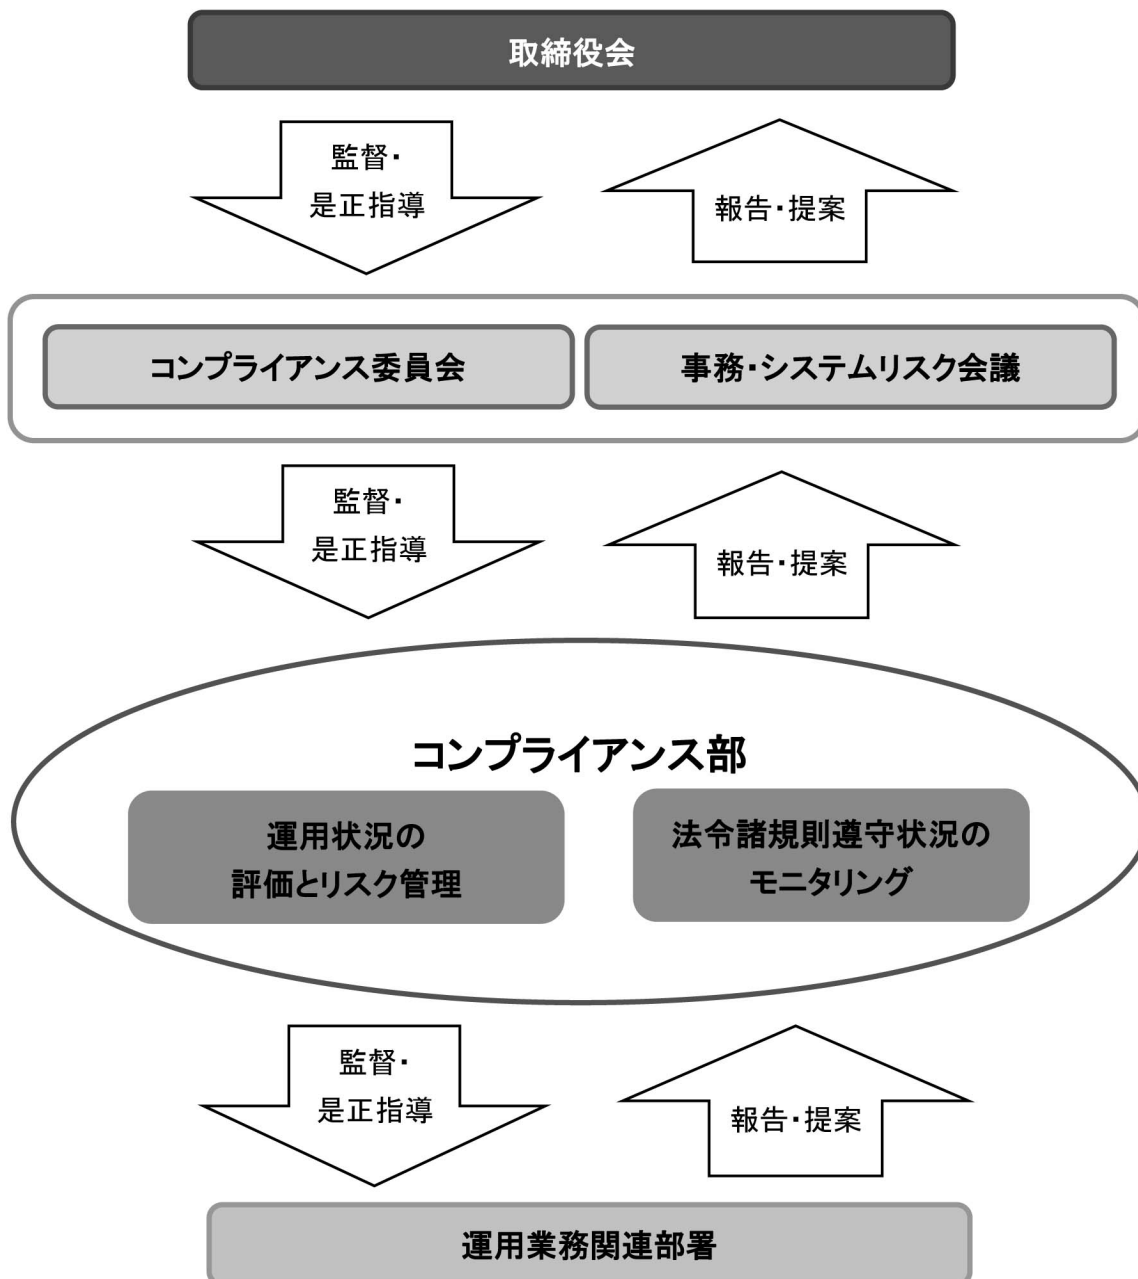 取締役会
監督・
是正指導
報告・提案
コンプライアンス委員会
事務・システムリスク会議
監督・
是正指導
報告・提案
コンプライアンス部
運用状況の
評価とリスク管理
法令諸規則遵守状況の
モニタリング
監督・
是正指導
報告・提案
運用業務関連部署